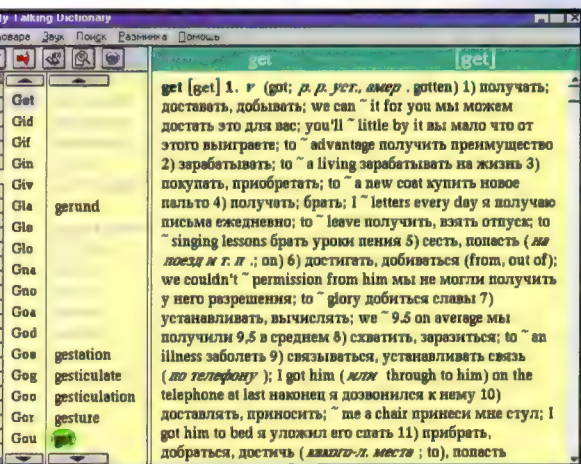 My Talking Dictionary
Словаре Звук Поиск Разминка Помощь
get [get]
Get
Gid
Gif
Gin
Giv
Gla gerund
Gle
Glo
Gna
Gno
Goa
God
Goe gestation
Gog gesticulate
Goo gesticulation
Gor gesture
Gou get
get [get] 1. v (got; p. p. уст., амер . gotten) 1) получать;
доставать, добывать; we can ~ it for you мы можем
достать это для вас; you'll ~ little by it вы мало что от
этого выиграете; to ~ advantage получить преимущество
2) зарабатывать; to ~ a living зарабатывать на жизнь 3)
покупать, приобретать; to ~ a new coat купить новое
пальто 4) получать; брать; I ~ letters every day я получаю
письма ежедневно; to ~ leave получить, взять отпуск; to
~ singing lessons брать уроки пения 5) сесть, попасть ( на
поезд и т. п .; on) 6) достигать, добиваться (from, out of);
we couldn't ~ permission from him мы не могли получить
у него разрешения; to ~ glory добиться славы 7)
устанавливать, вычислять; we ~ 9.5 on average мы
получили 9,5 в среднем 8) схватить, заразиться; to ~ an
illness заболеть 9) связываться, устанавливать связь
( по телефону ); I got him ( или through to him) on the
telephone at last наконец я дозвонился к нему 10)
доставлять, приносить; ~ me a chair принеси мне стул; I
got him to bed я уложил его спать 11) прибрать,
добраться, достичь ( какого-л. места ; to), попасть